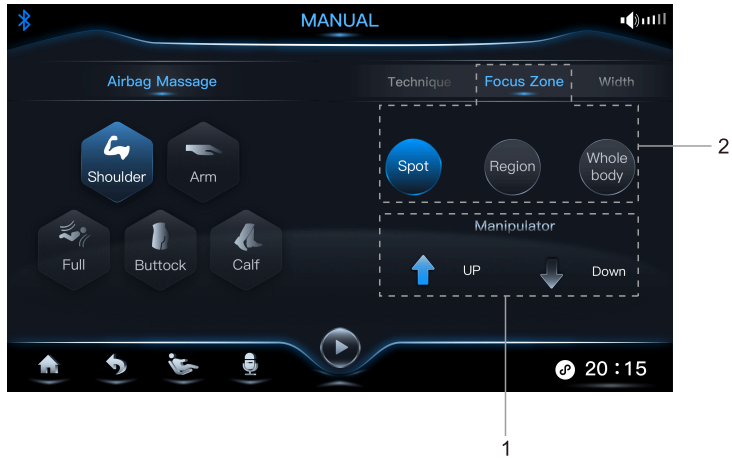 MANUAL
Airbag Massage
Technique
Focus Zone
Width
Shoulder
Arm
Spot
Region
Whole
body
2
Full
Buttock
Calf
Manipulator
UP
Down
20:15
1